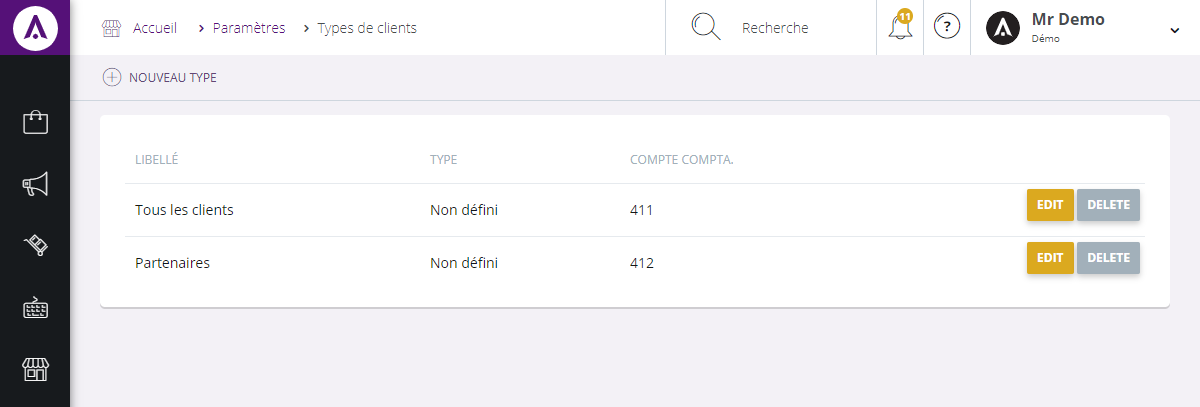 Accueil > Paramètres > Types de clients
Recherche
11
?
Mr Demo
Démo
NOUVEAU TYPE
LIBELLÉ TYPE COMPTE COMPTA.
Tous les clients Non défini 411 EDIT DELETE
Partenaires Non défini 412 EDIT DELETE